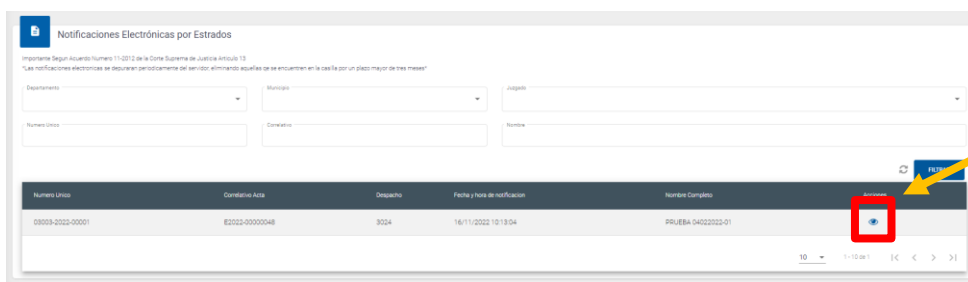 Notificaciones Electrónicas por Estrados
Importante Segun Acuerdo Numero 11-2012 de la Corte Suprema de Justicia Articulo 13
"Las notificaciones electronicas se depuraran periodicamente del servidor, eliminando aquellas qe se encuentren en la casilla por un plazo mayor de tres meses"
Departamento Municipio Juzgado
Numero Unico Correlativo Nombre
Numero Unico Correlativo Acta Despacho Fecha y hora de notificacion Nombre Completo Acciones
E2022-00000048 3024 16/11/2022 10:13:04 PRUEBA 04022022-01
10 1 - 10 de 1